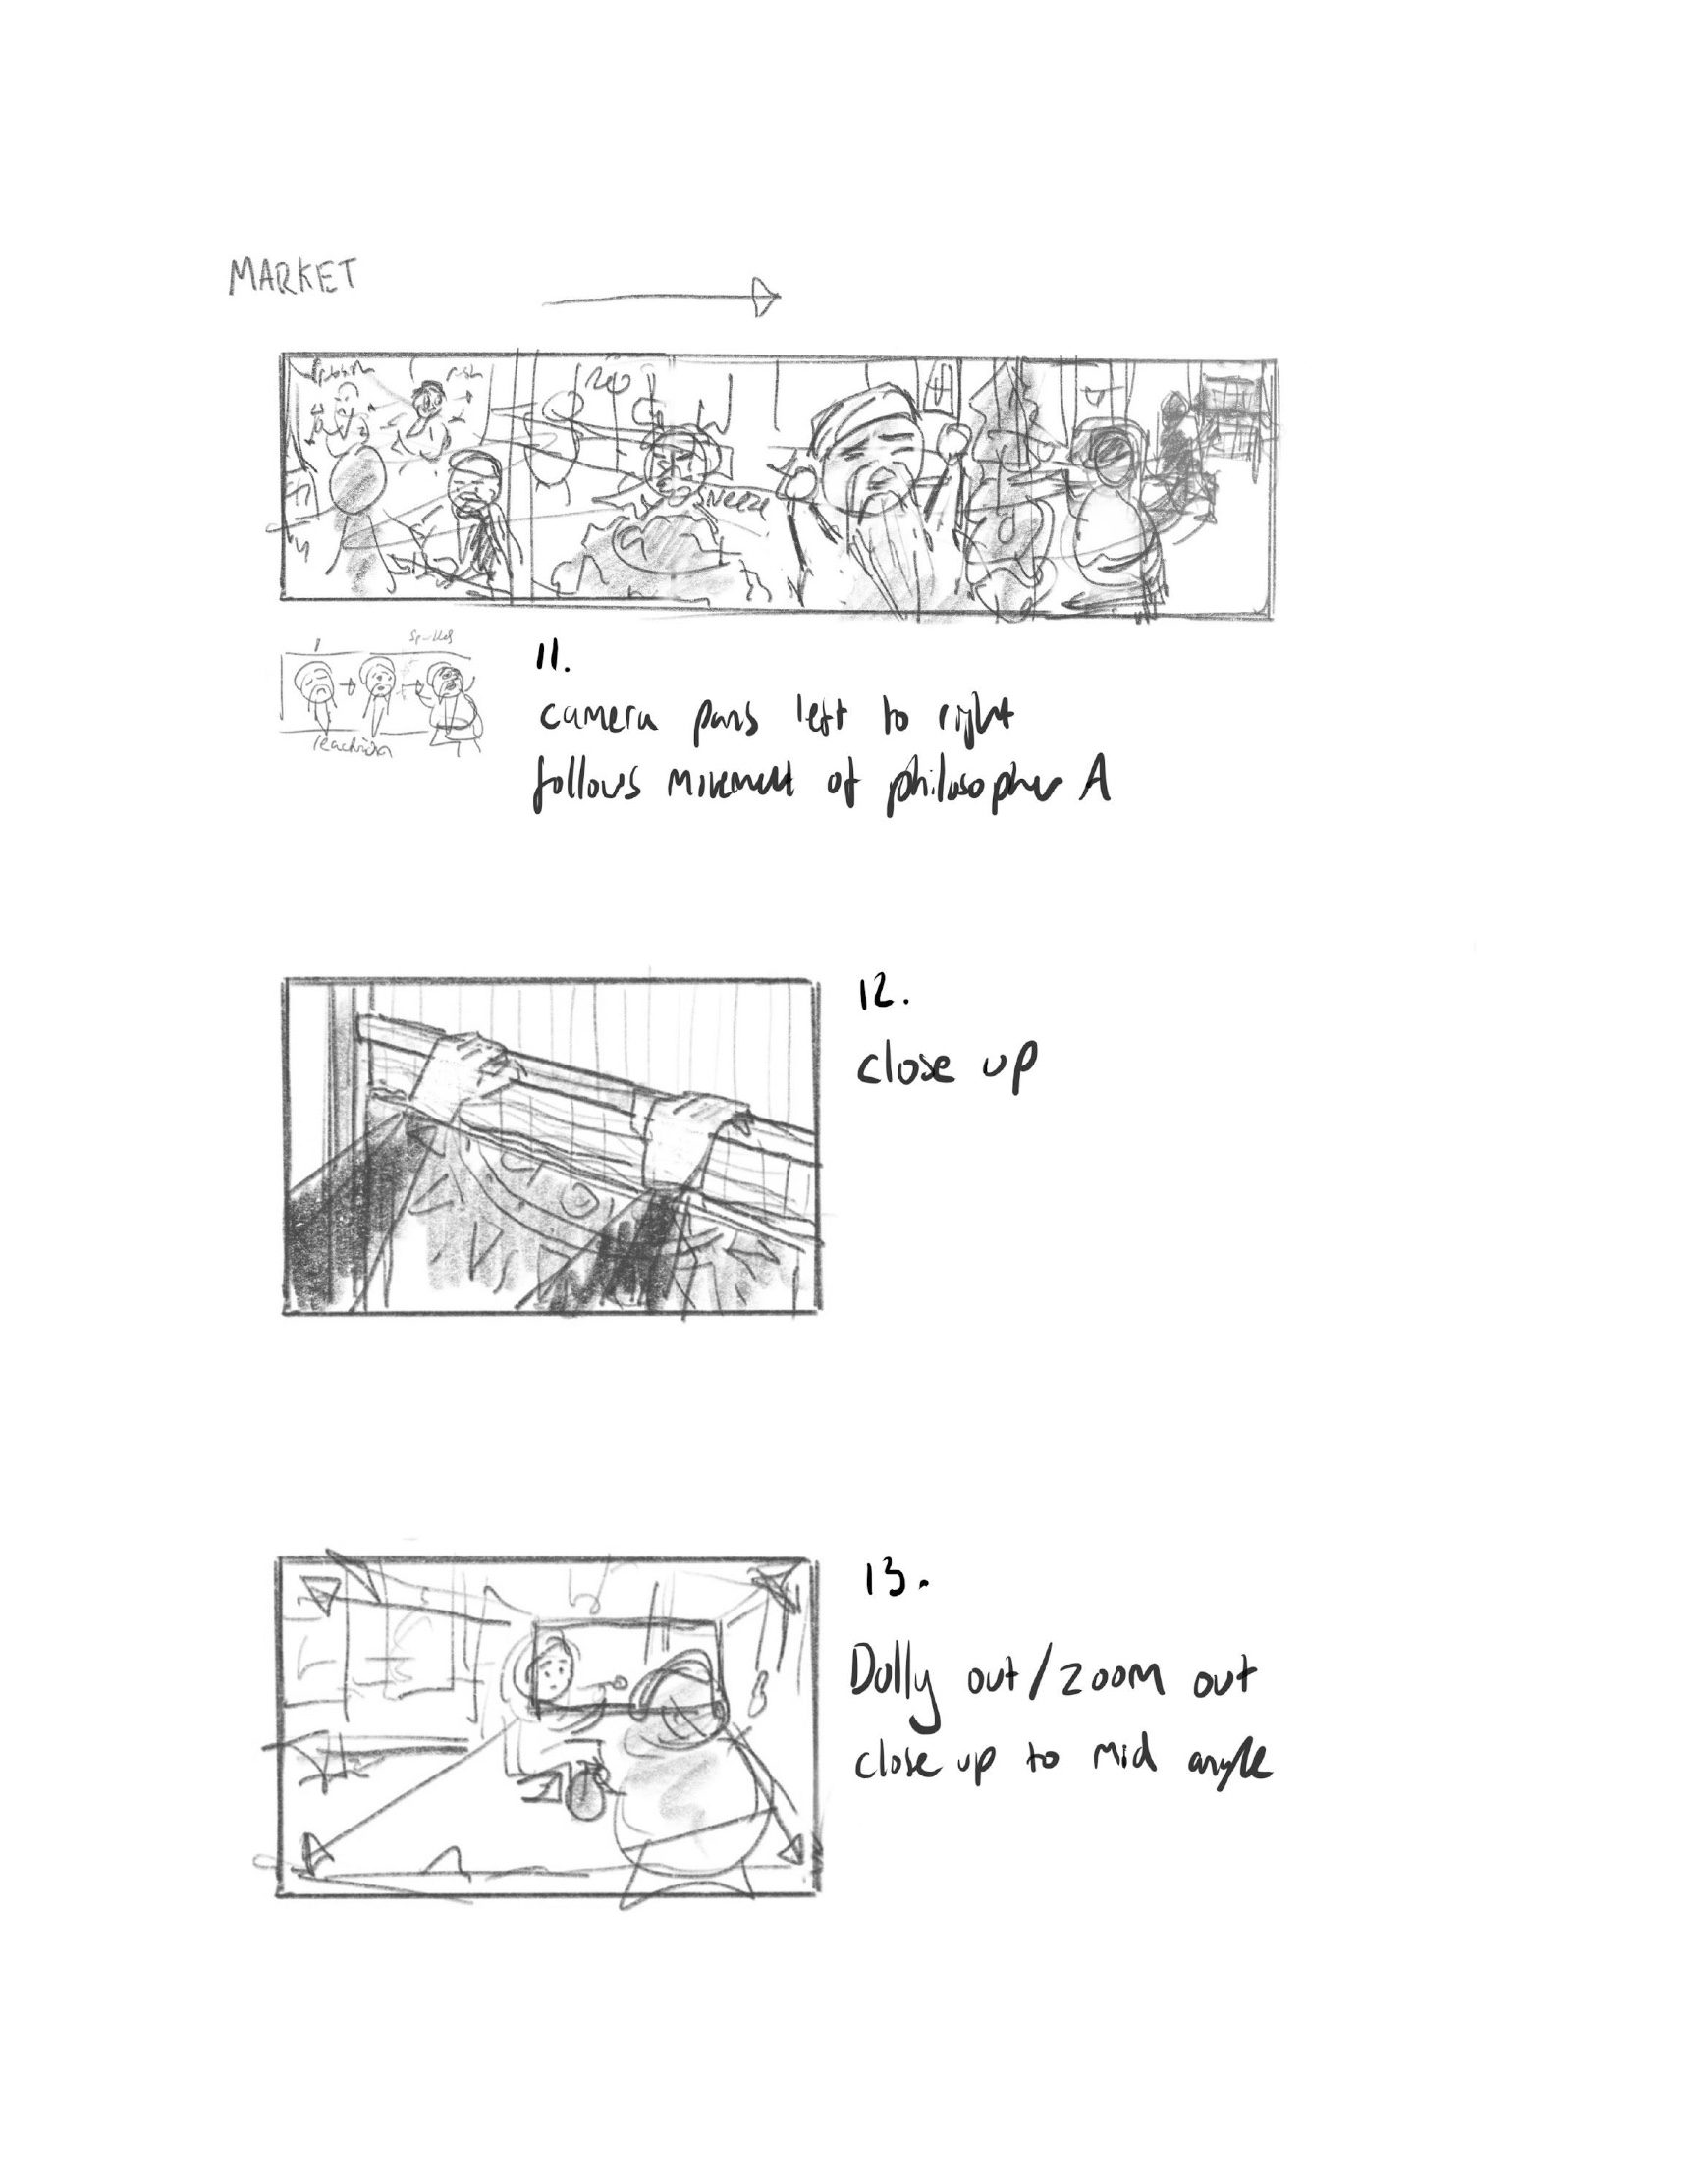 MARKET
11.
camera pans left to right
follows movement of philosopher A
12.
close up
13.
Dolly out/zoom out
close up to mid angle